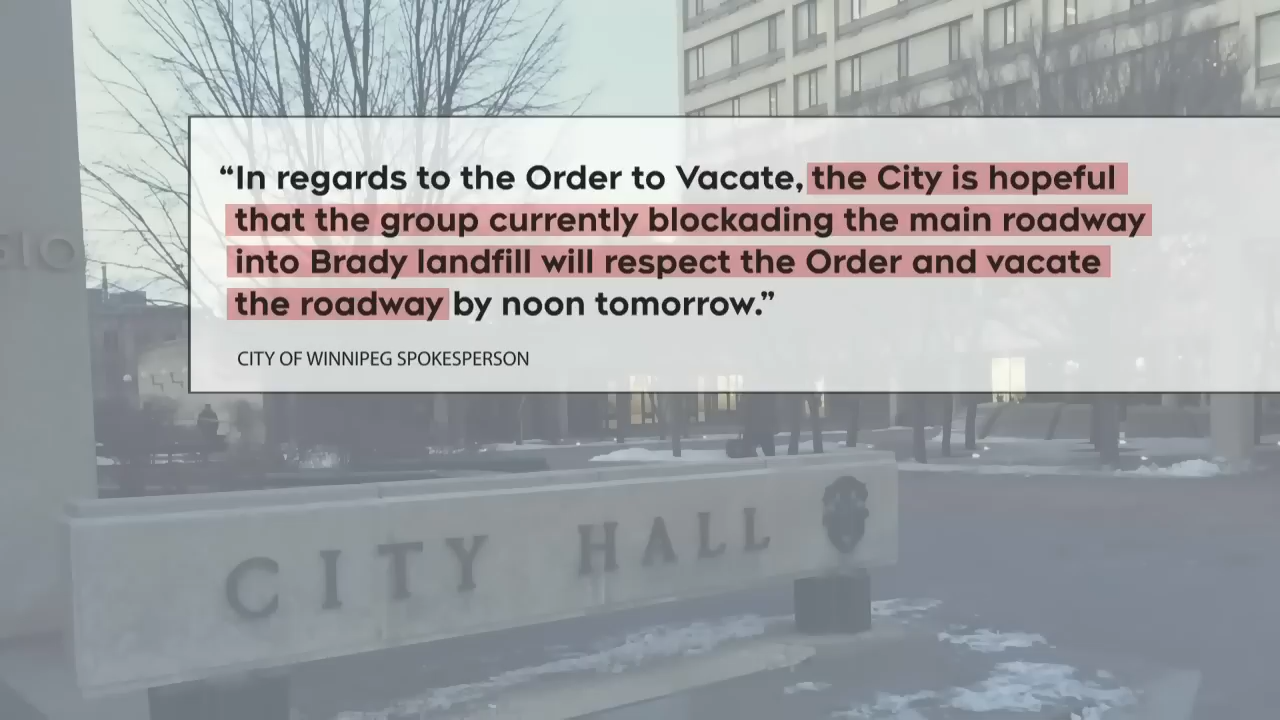 “In regards to the Order to Vacate, the City is hopeful
that the group currently blockading the main roadway
into Brady landfill will respect the Order and vacate
the roadway by noon tomorrow.”
CITY OF WINNIPEG SPOKESPERSON
CITY HALL